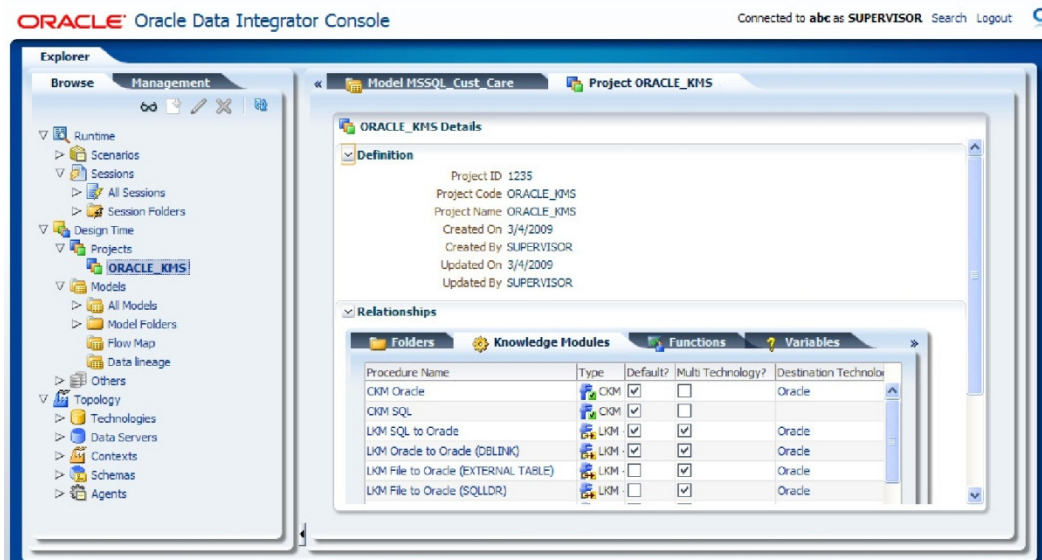 ORACLE Oracle Data Integrator Console
Connected to abc as SUPERVISOR Search Logout
Explorer
Browse Management
Runtime
Scenarios
Sessions
All Sessions
Session Folders
Design Time
Projects
ORACLE_KMS
Models
All Models
Model Folders
Flow Map
Data lineage
Others
Topology
Technologies
Data Servers
Contexts
Schemas
Agents
« Model MSSQL_Cust_Care Project ORACLE_KMS
ORACLE_KMS Details
Definition
Project ID 1235
Project Code ORACLE_KMS
Project Name ORACLE_KMS
Created On 3/4/2009
Created By SUPERVISOR
Updated On 3/4/2009
Updated By SUPERVISOR
Relationships
Folders Knowledge Modules Functions Variables »
Procedure Name Type Default? Multi Technology? Destination Technolo
CKM Oracle CKM Oracle
CKM SQL CKM
LKM SQL to Oracle LKM - Oracle
LKM Oracle to Oracle (DBLINK) LKM - Oracle
LKM File to Oracle (EXTERNAL TABLE) LKM - Oracle
LKM File to Oracle (SQLLDR) LKM - Oracle